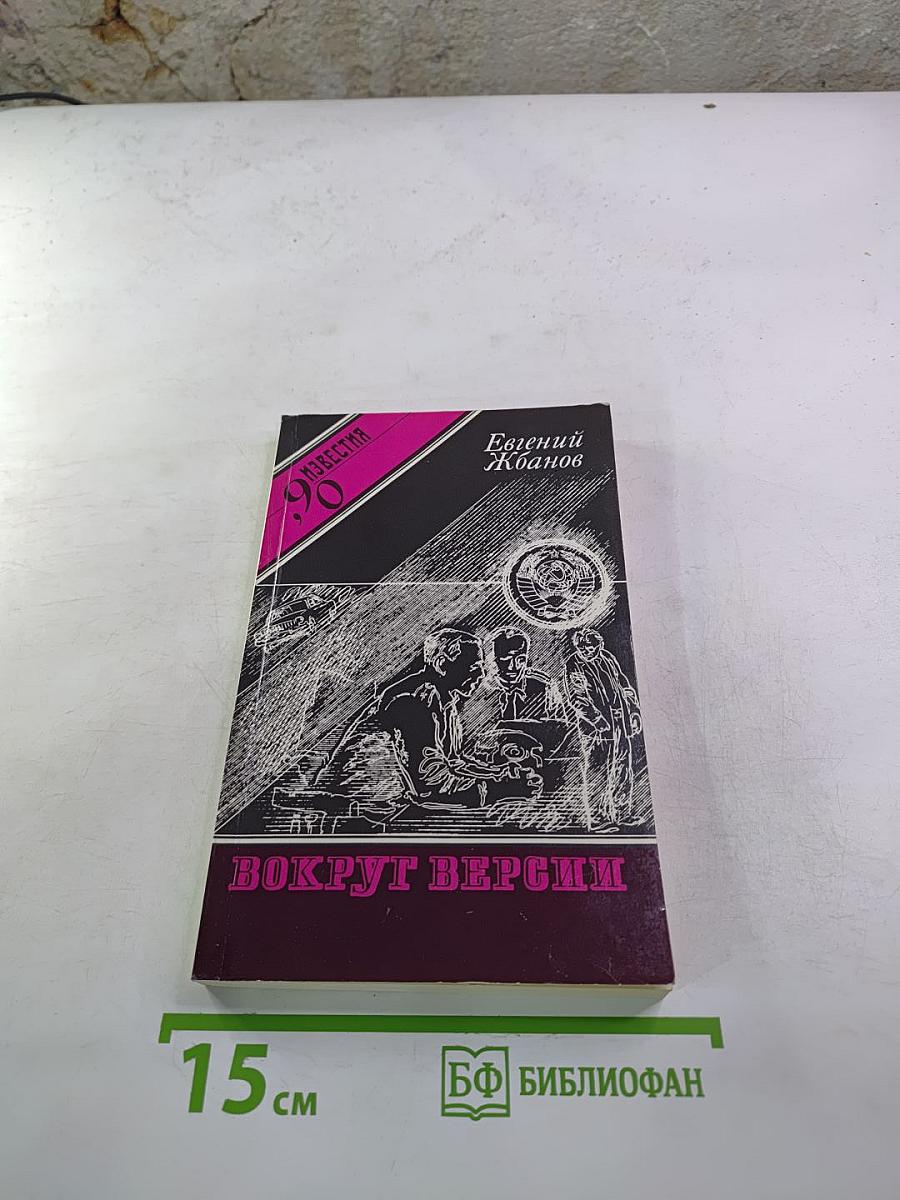 ИЗВЕСТИЯ
'90
Евгений
Жбанов
ВОКРУГ ВЕРСИИ
15 см
БФ БИБЛИОФАН